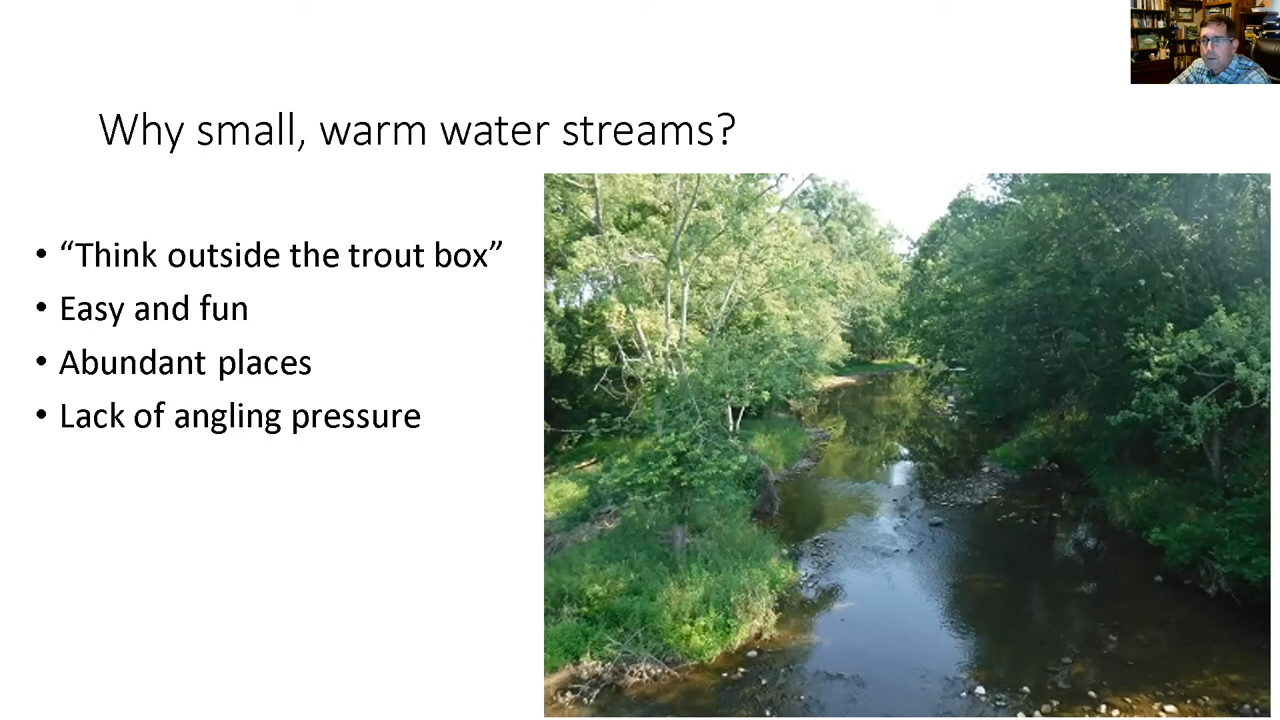 Why small, warm water streams?
• “Think outside the trout box”
• Easy and fun
• Abundant places
• Lack of angling pressure